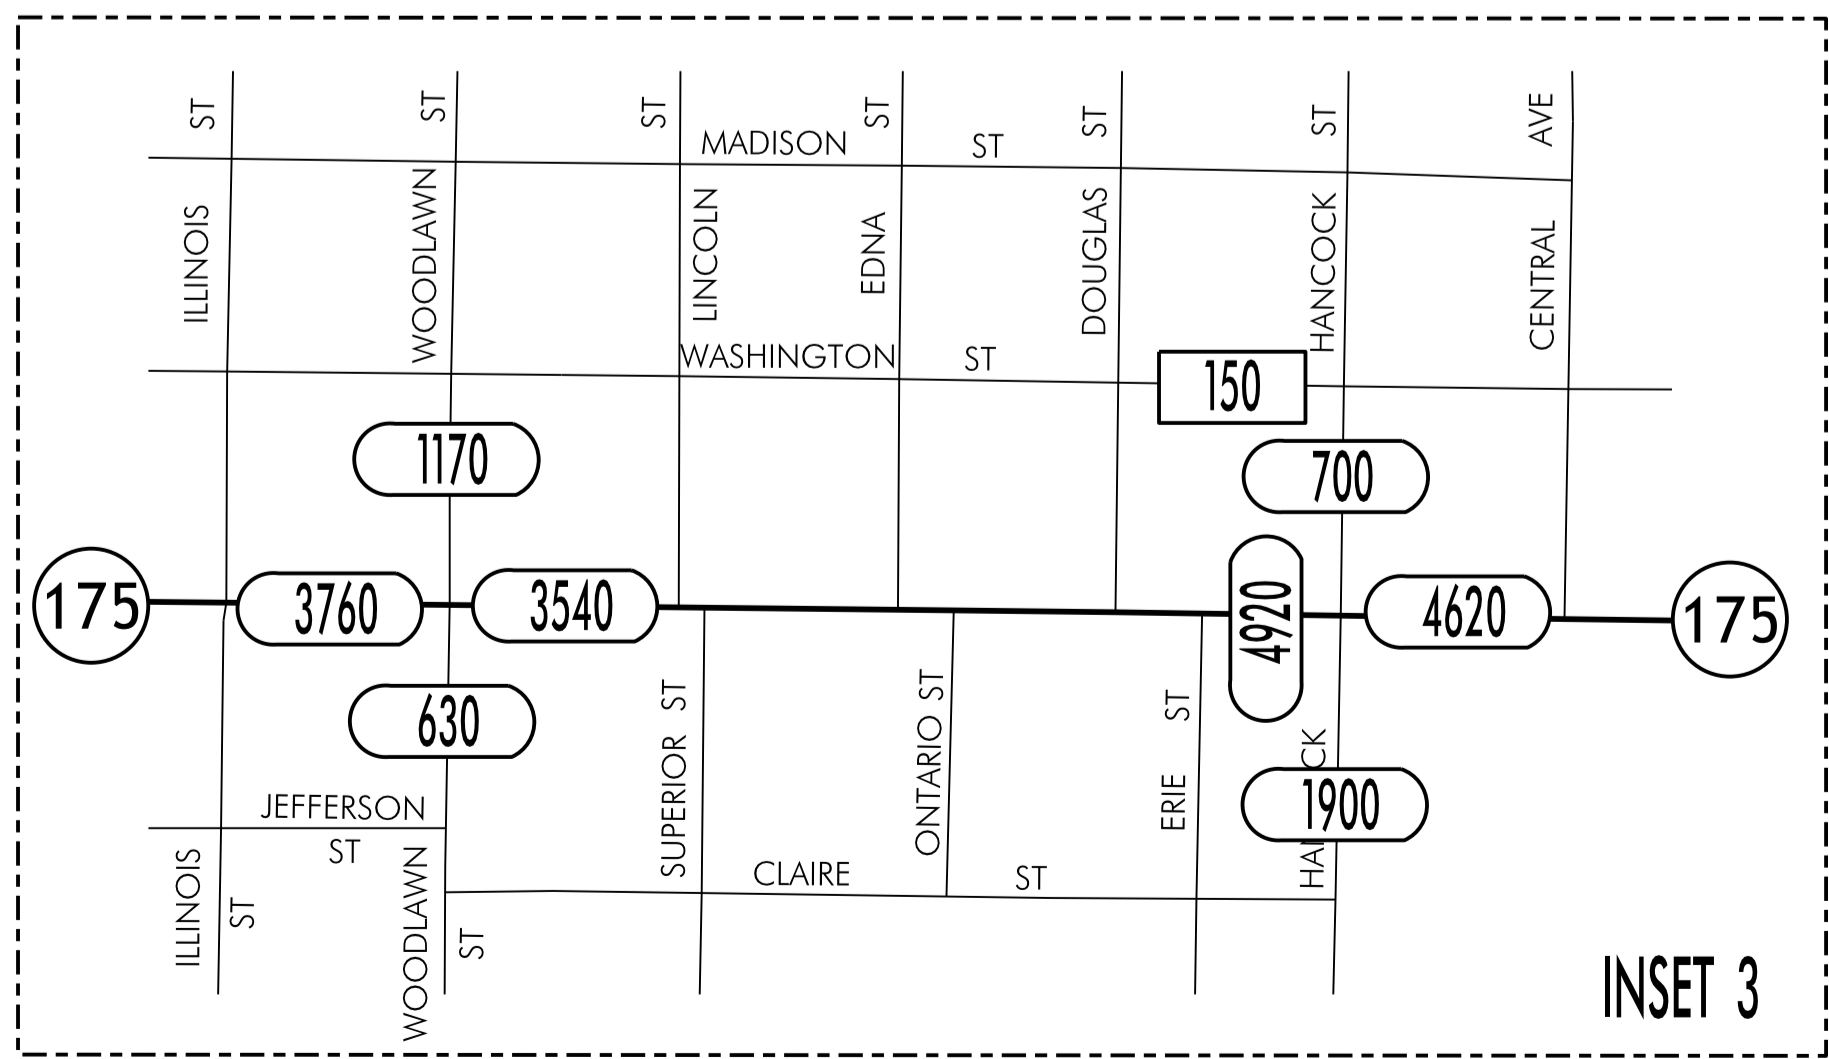 ST
ST
ST
ST
ST
ST
AVE
MADISON ST
ILLINOIS
WOODLAWN
LINCOLN
EDNA
DOUGLAS
HANCOCK
CENTRAL
WASHINGTON ST
150
1170
700
175
3760
3540
4920
4620
175
630
SUPERIOR ST
ONTARIO ST
ERIE ST
1900
JEFFERSON
ST
CLAIRE ST
ILLINOIS
ST
WOODLAWN
ST
INSET 3